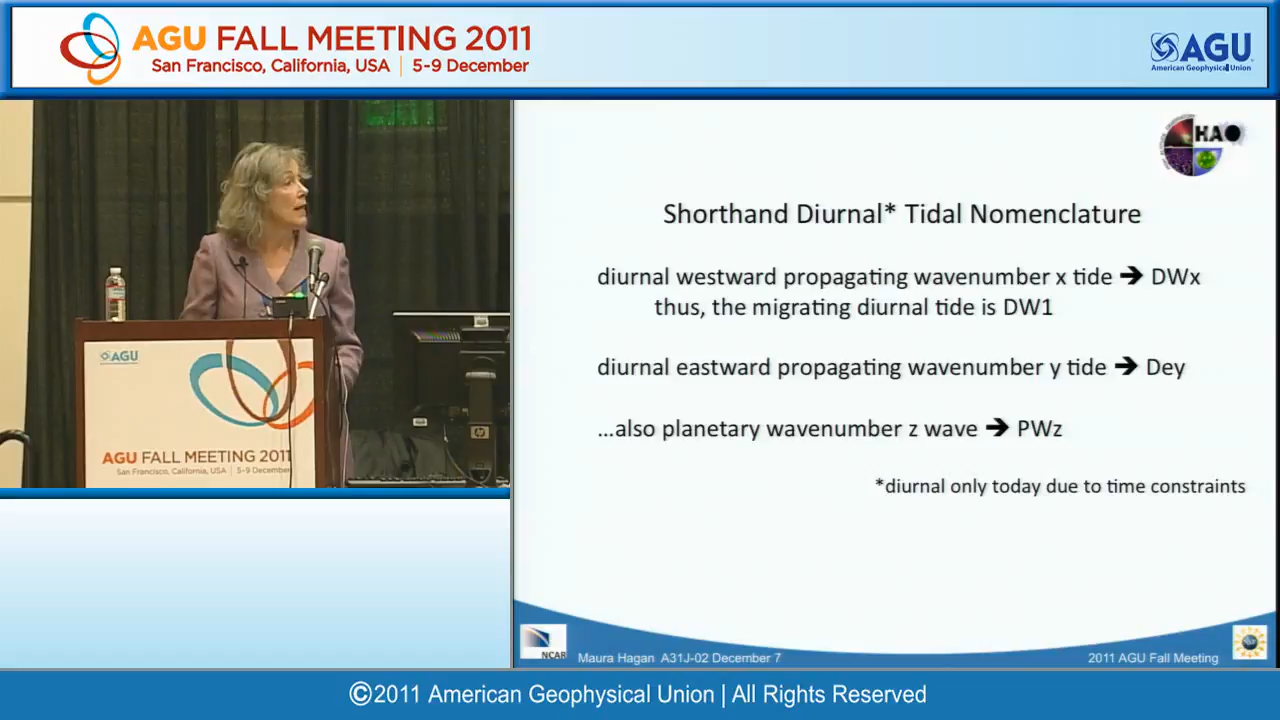 AGU FALL MEETING 2011
San Francisco, California, USA | 5-9 December
AGU
American Geophysical Union
HAO
Shorthand Diurnal* Tidal Nomenclature
diurnal westward propagating wavenumber x tide ➔ DWx
thus, the migrating diurnal tide is DW1
diurnal eastward propagating wavenumber y tide ➔ Dey
...also planetary wavenumber z wave ➔ PWz
*diurnal only today due to time constraints
AGU
AGU FALL MEETING 2011
San Francisco, California, USA | 5-9 December
hp
NCAR
Maura Hagan A31J-02 December 7
2011 AGU Fall Meeting
©2011 American Geophysical Union | All Rights Reserved